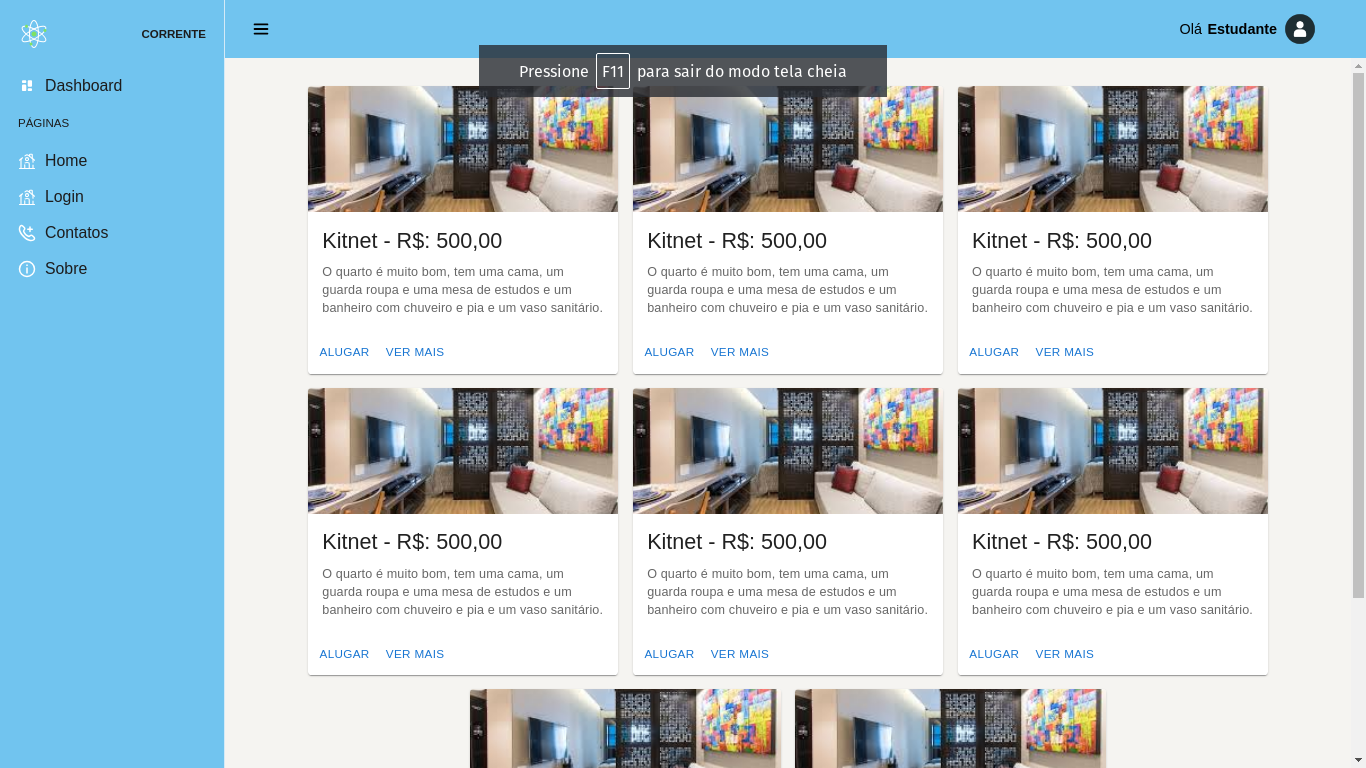 CORRENTE
Olá Estudante
Pressione F11 para sair do modo tela cheia
Dashboard
PÁGINAS
Home
Login
Contatos
Sobre
Kitnet - R$: 500,00
O quarto é muito bom, tem uma cama, um
guarda roupa e uma mesa de estudos e um
banheiro com chuveiro e pia e um vaso sanitário.
ALUGAR VER MAIS
Kitnet - R$: 500,00
O quarto é muito bom, tem uma cama, um
guarda roupa e uma mesa de estudos e um
banheiro com chuveiro e pia e um vaso sanitário.
ALUGAR VER MAIS
Kitnet - R$: 500,00
O quarto é muito bom, tem uma cama, um
guarda roupa e uma mesa de estudos e um
banheiro com chuveiro e pia e um vaso sanitário.
ALUGAR VER MAIS
Kitnet - R$: 500,00
O quarto é muito bom, tem uma cama, um
guarda roupa e uma mesa de estudos e um
banheiro com chuveiro e pia e um vaso sanitário.
ALUGAR VER MAIS
Kitnet - R$: 500,00
O quarto é muito bom, tem uma cama, um
guarda roupa e uma mesa de estudos e um
banheiro com chuveiro e pia e um vaso sanitário.
ALUGAR VER MAIS
Kitnet - R$: 500,00
O quarto é muito bom, tem uma cama, um
guarda roupa e uma mesa de estudos e um
banheiro com chuveiro e pia e um vaso sanitário.
ALUGAR VER MAIS